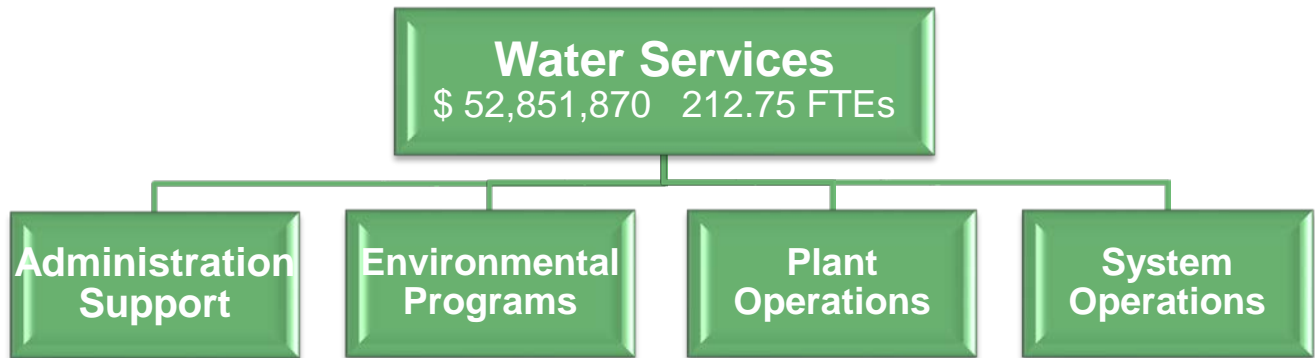 Water Services
$ 52,851,870 212.75 FTEs
Administration
Support
Environmental
Programs
Plant
Operations
System
Operations